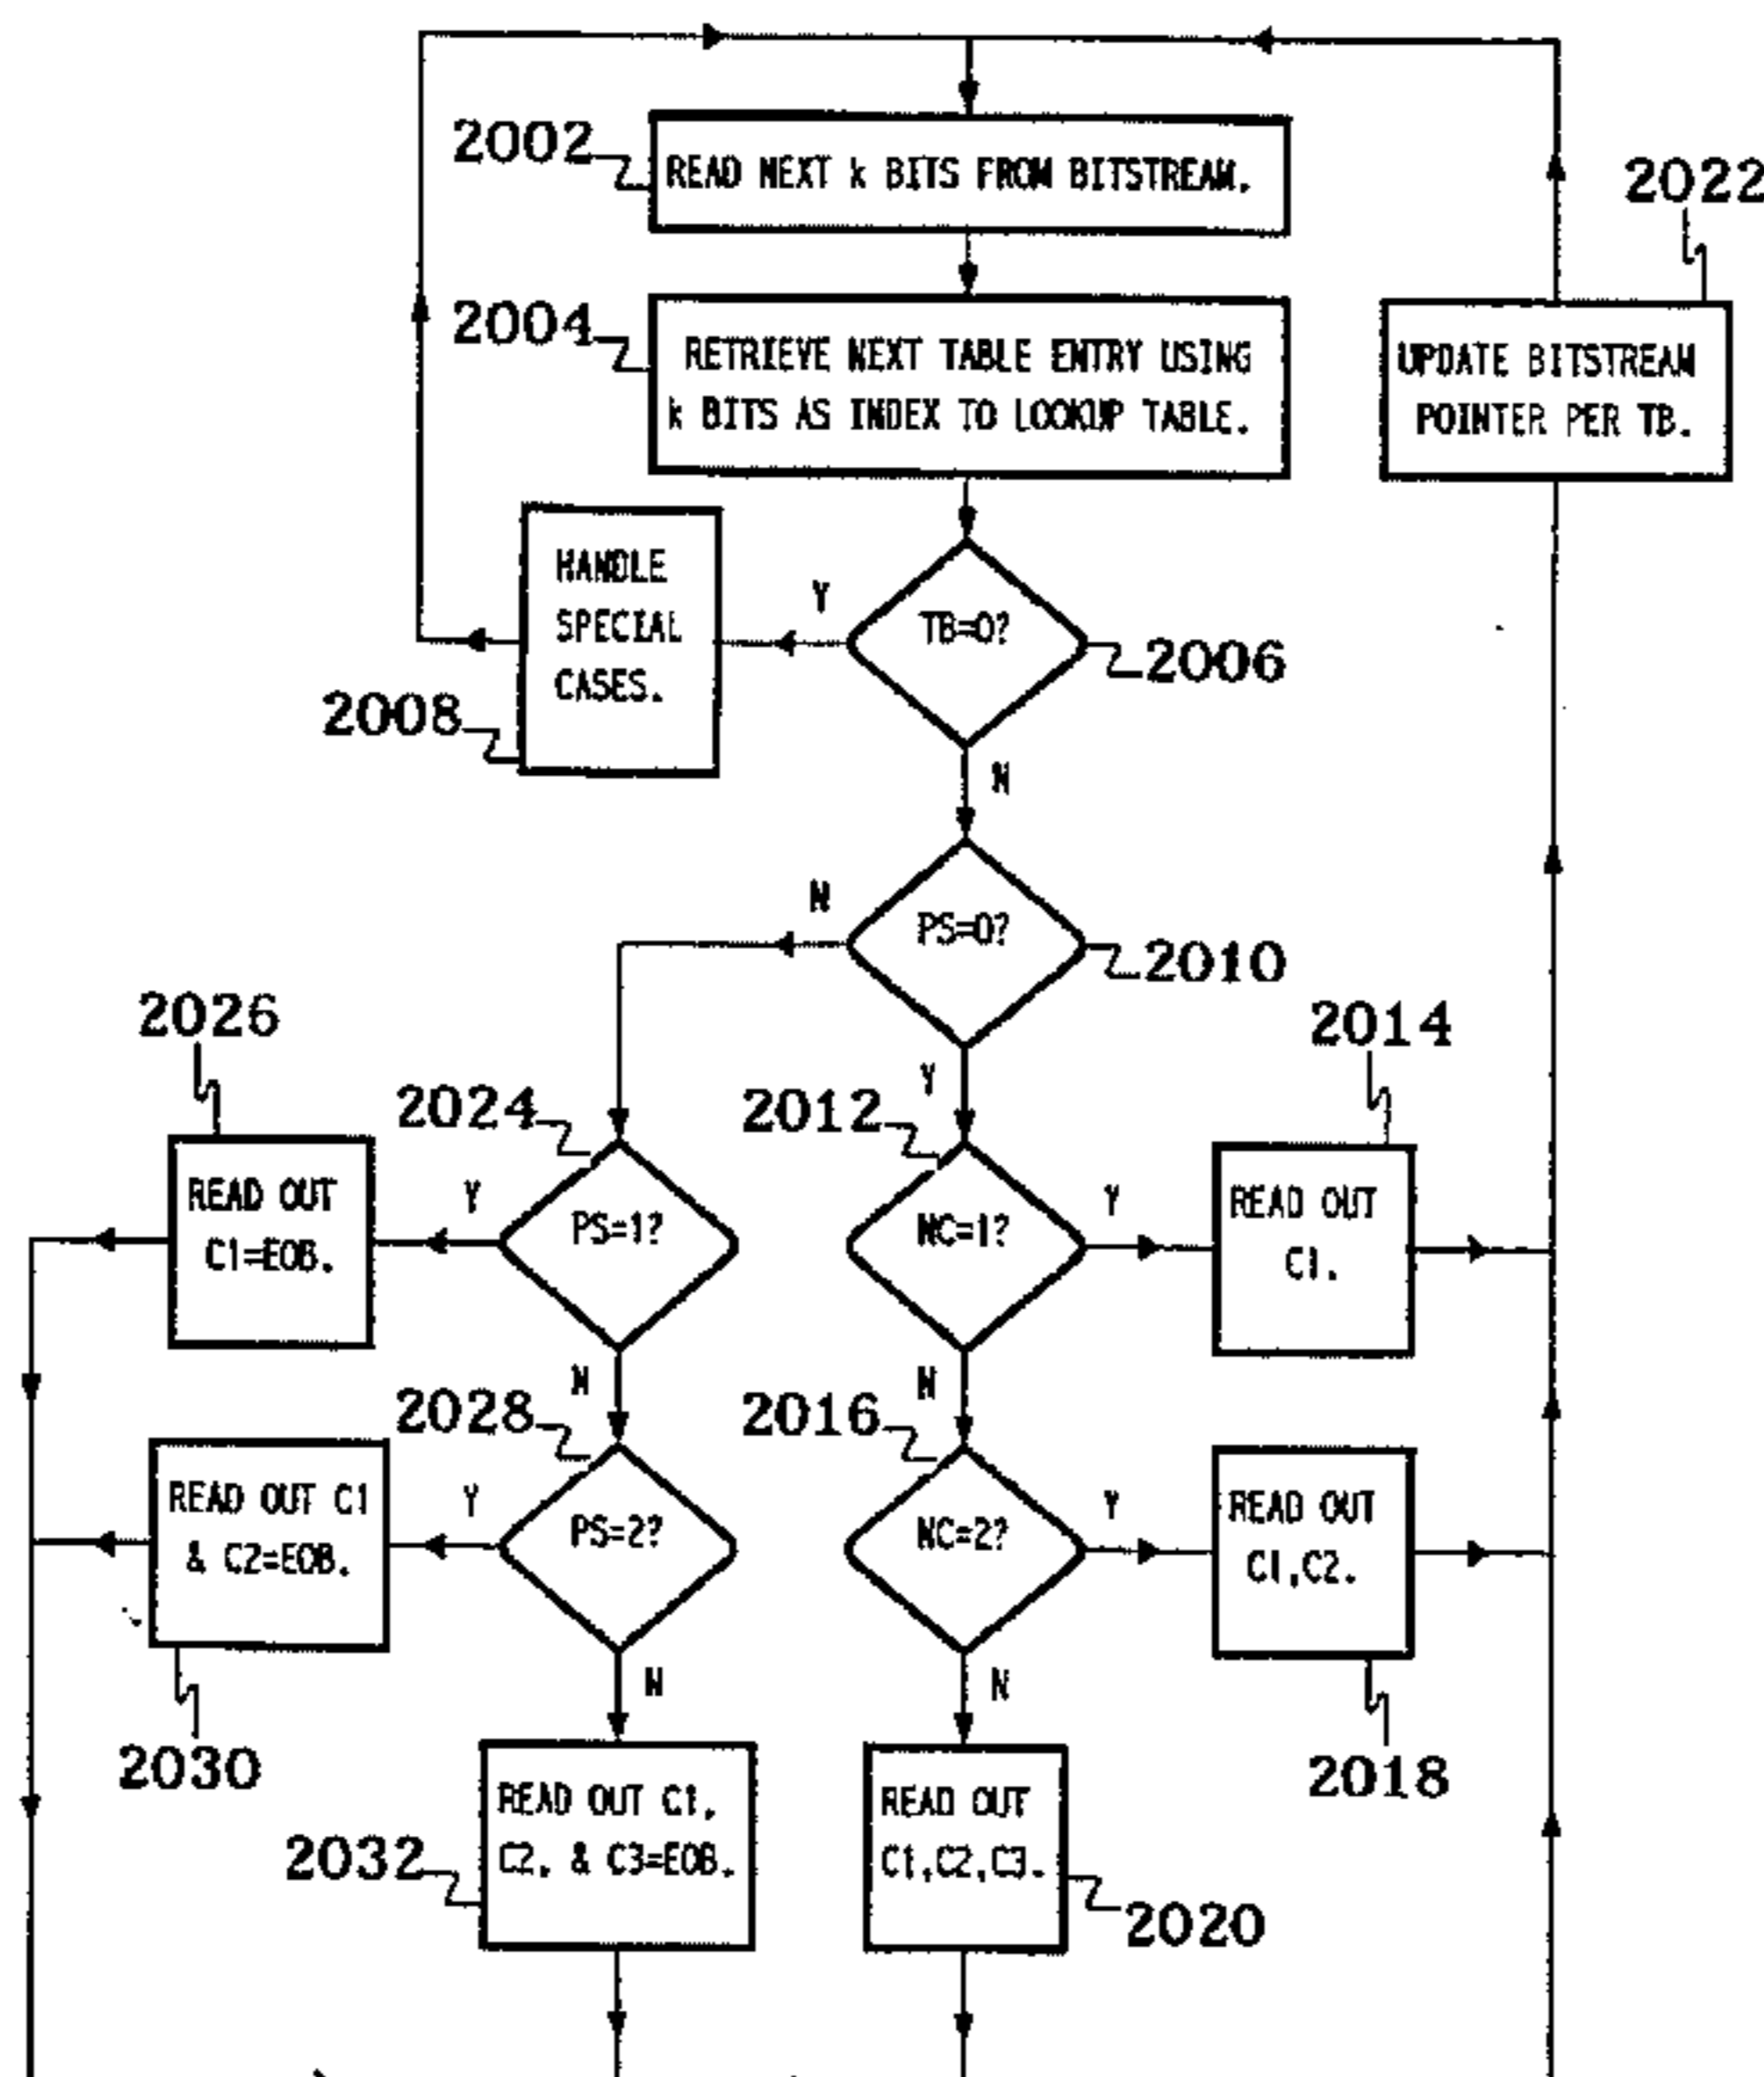 2002
READ NEXT k BITS FROM BITSTREAM.
2022
2004
RETRIEVE NEXT TABLE ENTRY USING
k BITS AS INDEX TO LOOKUP TABLE.
UPDATE BITSTREAM
POINTER PER TB.
HANDLE
SPECIAL
CASES.
Y
TB=0?
2006
2008
N
N
PS=0?
2010
2026
2014
2024
Y
2012
READ OUT
C1=EOB.
Y
PS=1?
NC=1?
Y
READ OUT
C1.
N
N
2028
2016
READ OUT C1
& C2=EOB.
Y
PS=2?
NC=2?
Y
READ OUT
C1,C2.
N
N
2030
2018
READ OUT C1,
C2, & C3=EOB.
2032
READ OUT
C1,C2,C3.
2020